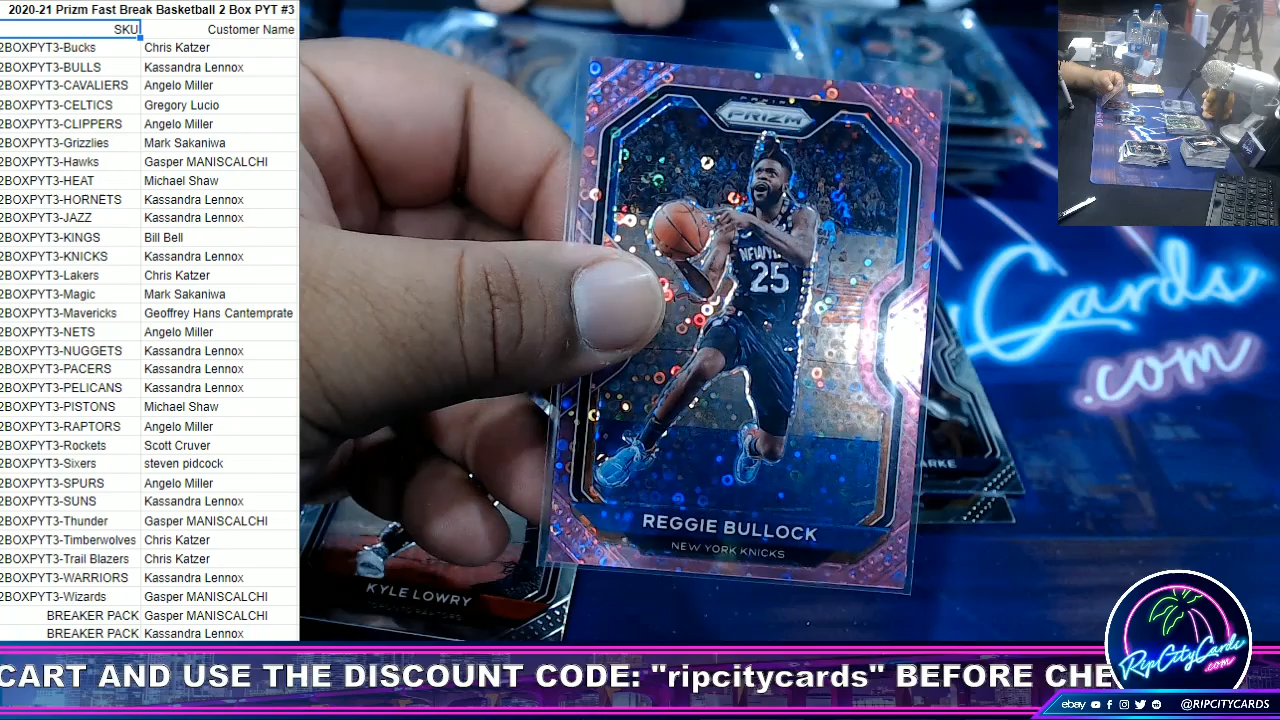 2020-21 Prizm Fast Break Basketball 2 Box PYT #3
SKU Customer Name
2BOXPYT3-Bucks Chris Katzer
2BOXPYT3-BULLS Kassandra Lennox
2BOXPYT3-CAVALIERS Angelo Miller
2BOXPYT3-CELTICS Gregory Lucio
2BOXPYT3-CLIPPERS Angelo Miller
2BOXPYT3-Grizzlies Mark Sakaniwa
2BOXPYT3-Hawks Gasper MANISCALCHI
2BOXPYT3-HEAT Michael Shaw
2BOXPYT3-HORNETS Kassandra Lennox
2BOXPYT3-JAZZ Kassandra Lennox
2BOXPYT3-KINGS Bill Bell
2BOXPYT3-KNICKS Kassandra Lennox
2BOXPYT3-Lakers Chris Katzer
2BOXPYT3-Magic Mark Sakaniwa
2BOXPYT3-Mavericks Geoffrey Hans Cantemprate
2BOXPYT3-NETS Angelo Miller
2BOXPYT3-NUGGETS Kassandra Lennox
2BOXPYT3-PACERS Kassandra Lennox
2BOXPYT3-PELICANS Kassandra Lennox
2BOXPYT3-PISTONS Michael Shaw
2BOXPYT3-RAPTORS Angelo Miller
2BOXPYT3-Rockets Scott Cruver
2BOXPYT3-Sixers steven pidcock
2BOXPYT3-SPURS Angelo Miller
2BOXPYT3-SUNS Kassandra Lennox
2BOXPYT3-Thunder Gasper MANISCALCHI
2BOXPYT3-Timberwolves Chris Katzer
2BOXPYT3-Trail Blazers Chris Katzer
2BOXPYT3-WARRIORS Kassandra Lennox
2BOXPYT3-Wizards Gasper MANISCALCHI
BREAKER PACK Gasper MANISCALCHI
BREAKER PACK Kassandra Lennox
PANINI
PRIZM
NEW YORK
25
REGGIE BULLOCK
NEW YORK KNICKS
KYLE LOWRY
TORONTO RAPTORS
ARKE
yCards
.com
RipCityCards
.com
CART AND USE THE DISCOUNT CODE: "ripcitycards" BEFORE CHE
ebay @RIPCITYCARDS